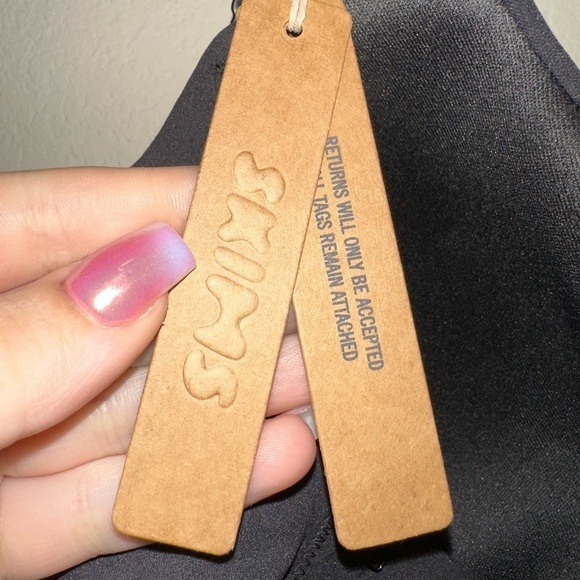 SKIMS
RETURNS WILL ONLY BE ACCEPTED
TAGS REMAIN ATTACHED